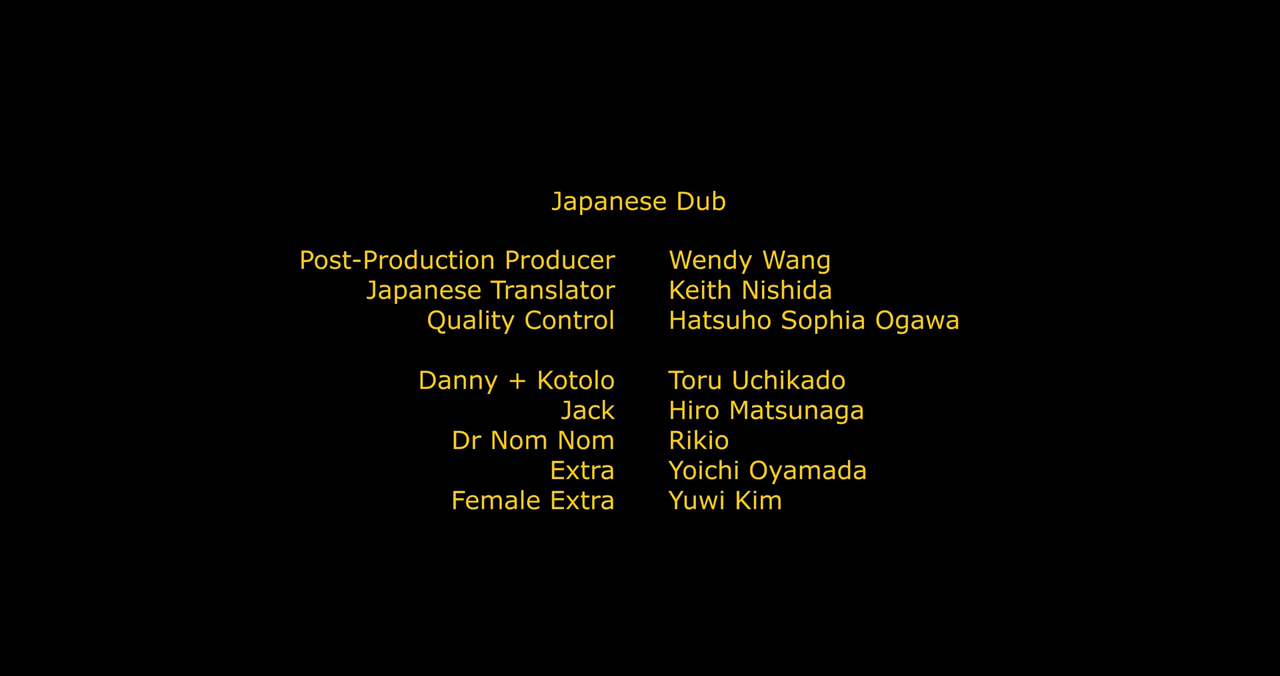 Japanese Dub
Post-Production Producer Wendy Wang
Japanese Translator Keith Nishida
Quality Control Hatsuho Sophia Ogawa
Danny + Kotolo Toru Uchikado
Jack Hiro Matsunaga
Dr Nom Nom Rikio
Extra Yoichi Oyamada
Female Extra Yuwi Kim